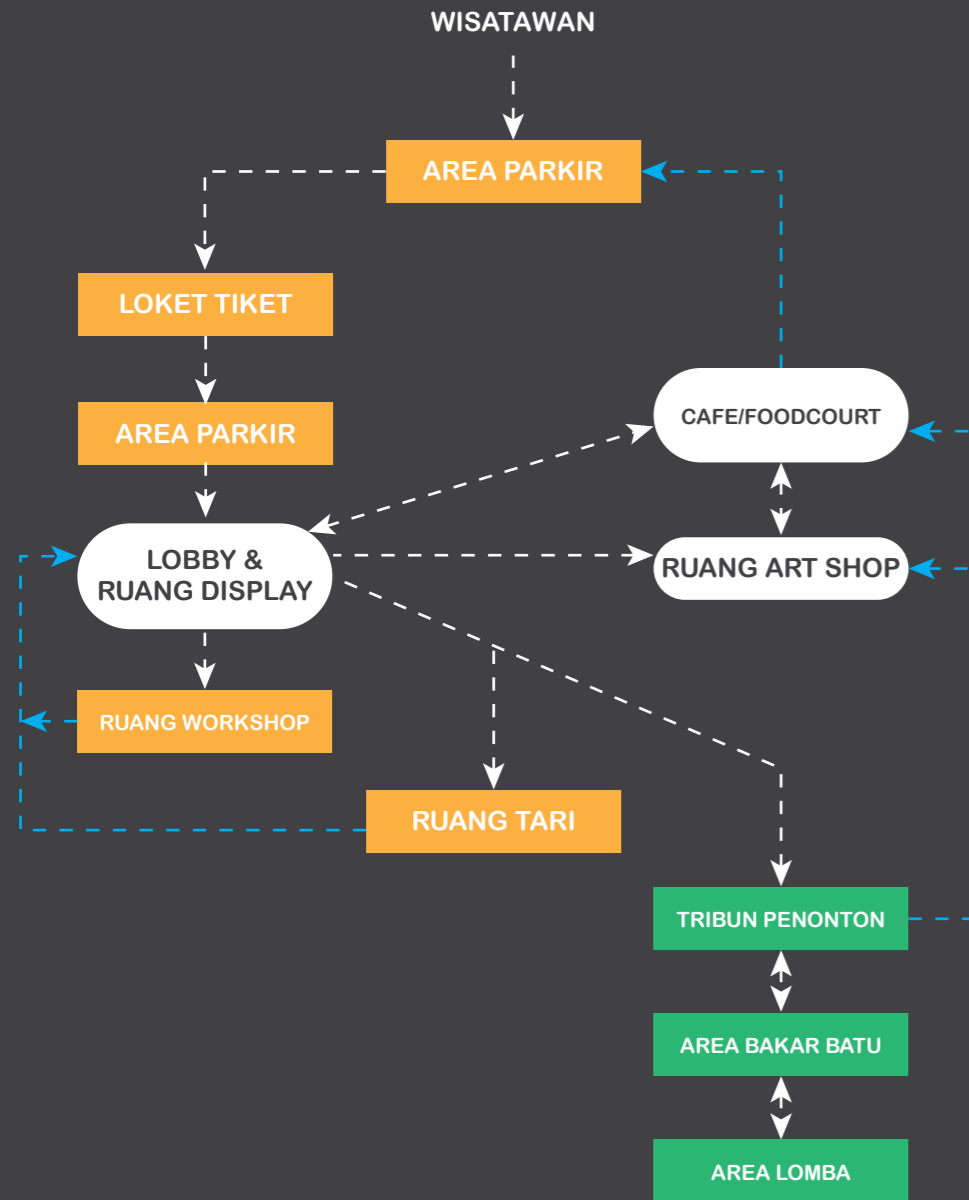 WISATAWAN
AREA PARKIR
LOKET TIKET
AREA PARKIR
CAFE/FOODCOURT
LOBBY &
RUANG DISPLAY
RUANG ART SHOP
RUANG WORKSHOP
RUANG TARI
TRIBUN PENONTON
AREA BAKAR BATU
AREA LOMBA